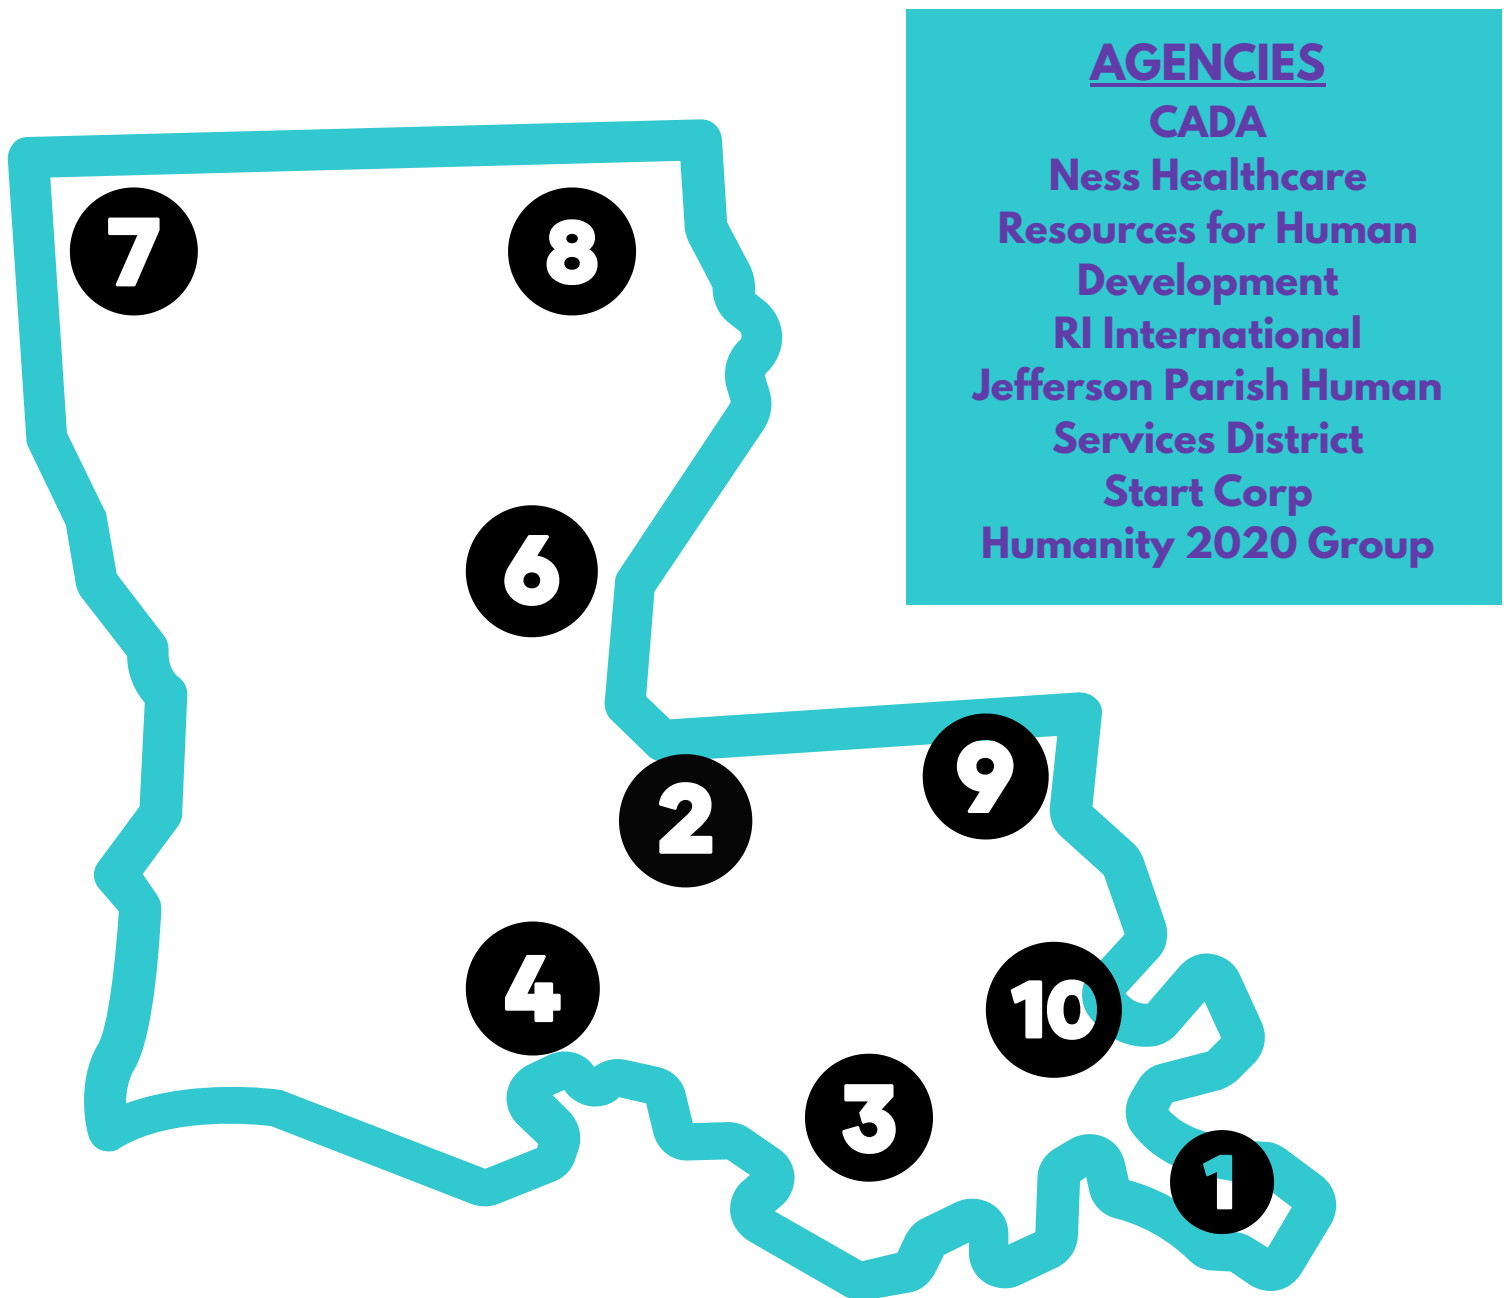 AGENCIES
CADA
Ness Healthcare
Resources for Human
Development
RI International
Jefferson Parish Human
Services District
Start Corp
Humanity 2020 Group
7
8
6
2
9
4
10
3
1